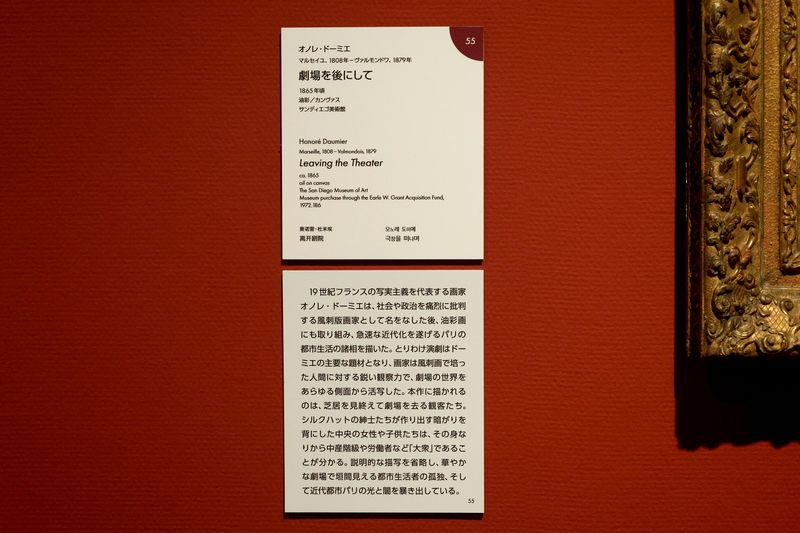 55
オノレ・ドーミエ
マルセイユ、1808年－ヴァルモンドワ、1879年
劇場を後にして
1865年頃
油彩／カンヴァス
サンディエゴ美術館
Honoré Daumier
Marseille, 1808 – Valmondois, 1879
Leaving the Theater
ca. 1865
oil on canvas
The San Diego Museum of Art
Museum purchase through the Earle W. Grant Acquisition Fund,
1972.186
奥诺雷·杜米埃
离开剧院
오노레 도미에
극장을 떠나며
19世紀フランスの写実主義を代表する画家
オノレ・ドーミエは、社会や政治を痛烈に批判
する風刺版画家として名をなした後、油彩画
にも取り組み、急速な近代化を遂げるパリの
都市生活の諸相を描いた。とりわけ演劇はドー
ミエの主要な題材となり、画家は風刺画で培っ
た人間に対する鋭い観察力で、劇場の世界を
あらゆる側面から活写した。本作に描かれる
のは、芝居を見終えて劇場を去る観客たち。
シルクハットの紳士たちが作り出す暗がりを
背にした中央の女性や子供たちは、その身な
りから中産階級や労働者など「大衆」であるこ
とが分かる。説明的な描写を省略し、華やか
な劇場で垣間見える都市生活者の孤独、そし
て近代都市パリの光と闇を暴き出している。
55